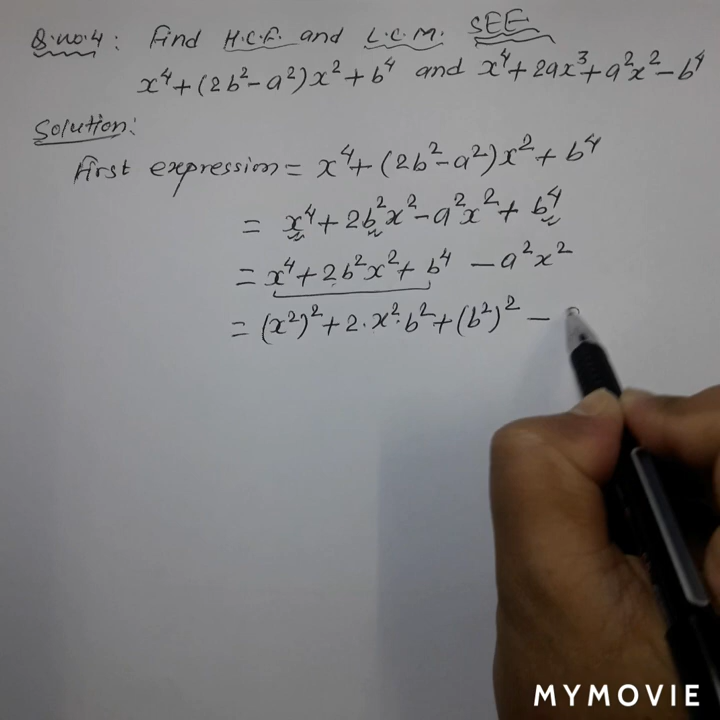 Q.no.4: Find H.C.F. and L.C.M. SEE
x⁴+(2b²-a²)x²+b⁴ and x⁴+2ax³+a²x²-b⁴
Solution:
First expression = x⁴+(2b²-a²)x²+b⁴
= x⁴+2b²x²-a²x²+b⁴
= x⁴+2b²x²+b⁴ -a²x²
= (x²)²+2.x².b²+(b²)² -
MYMOVIE